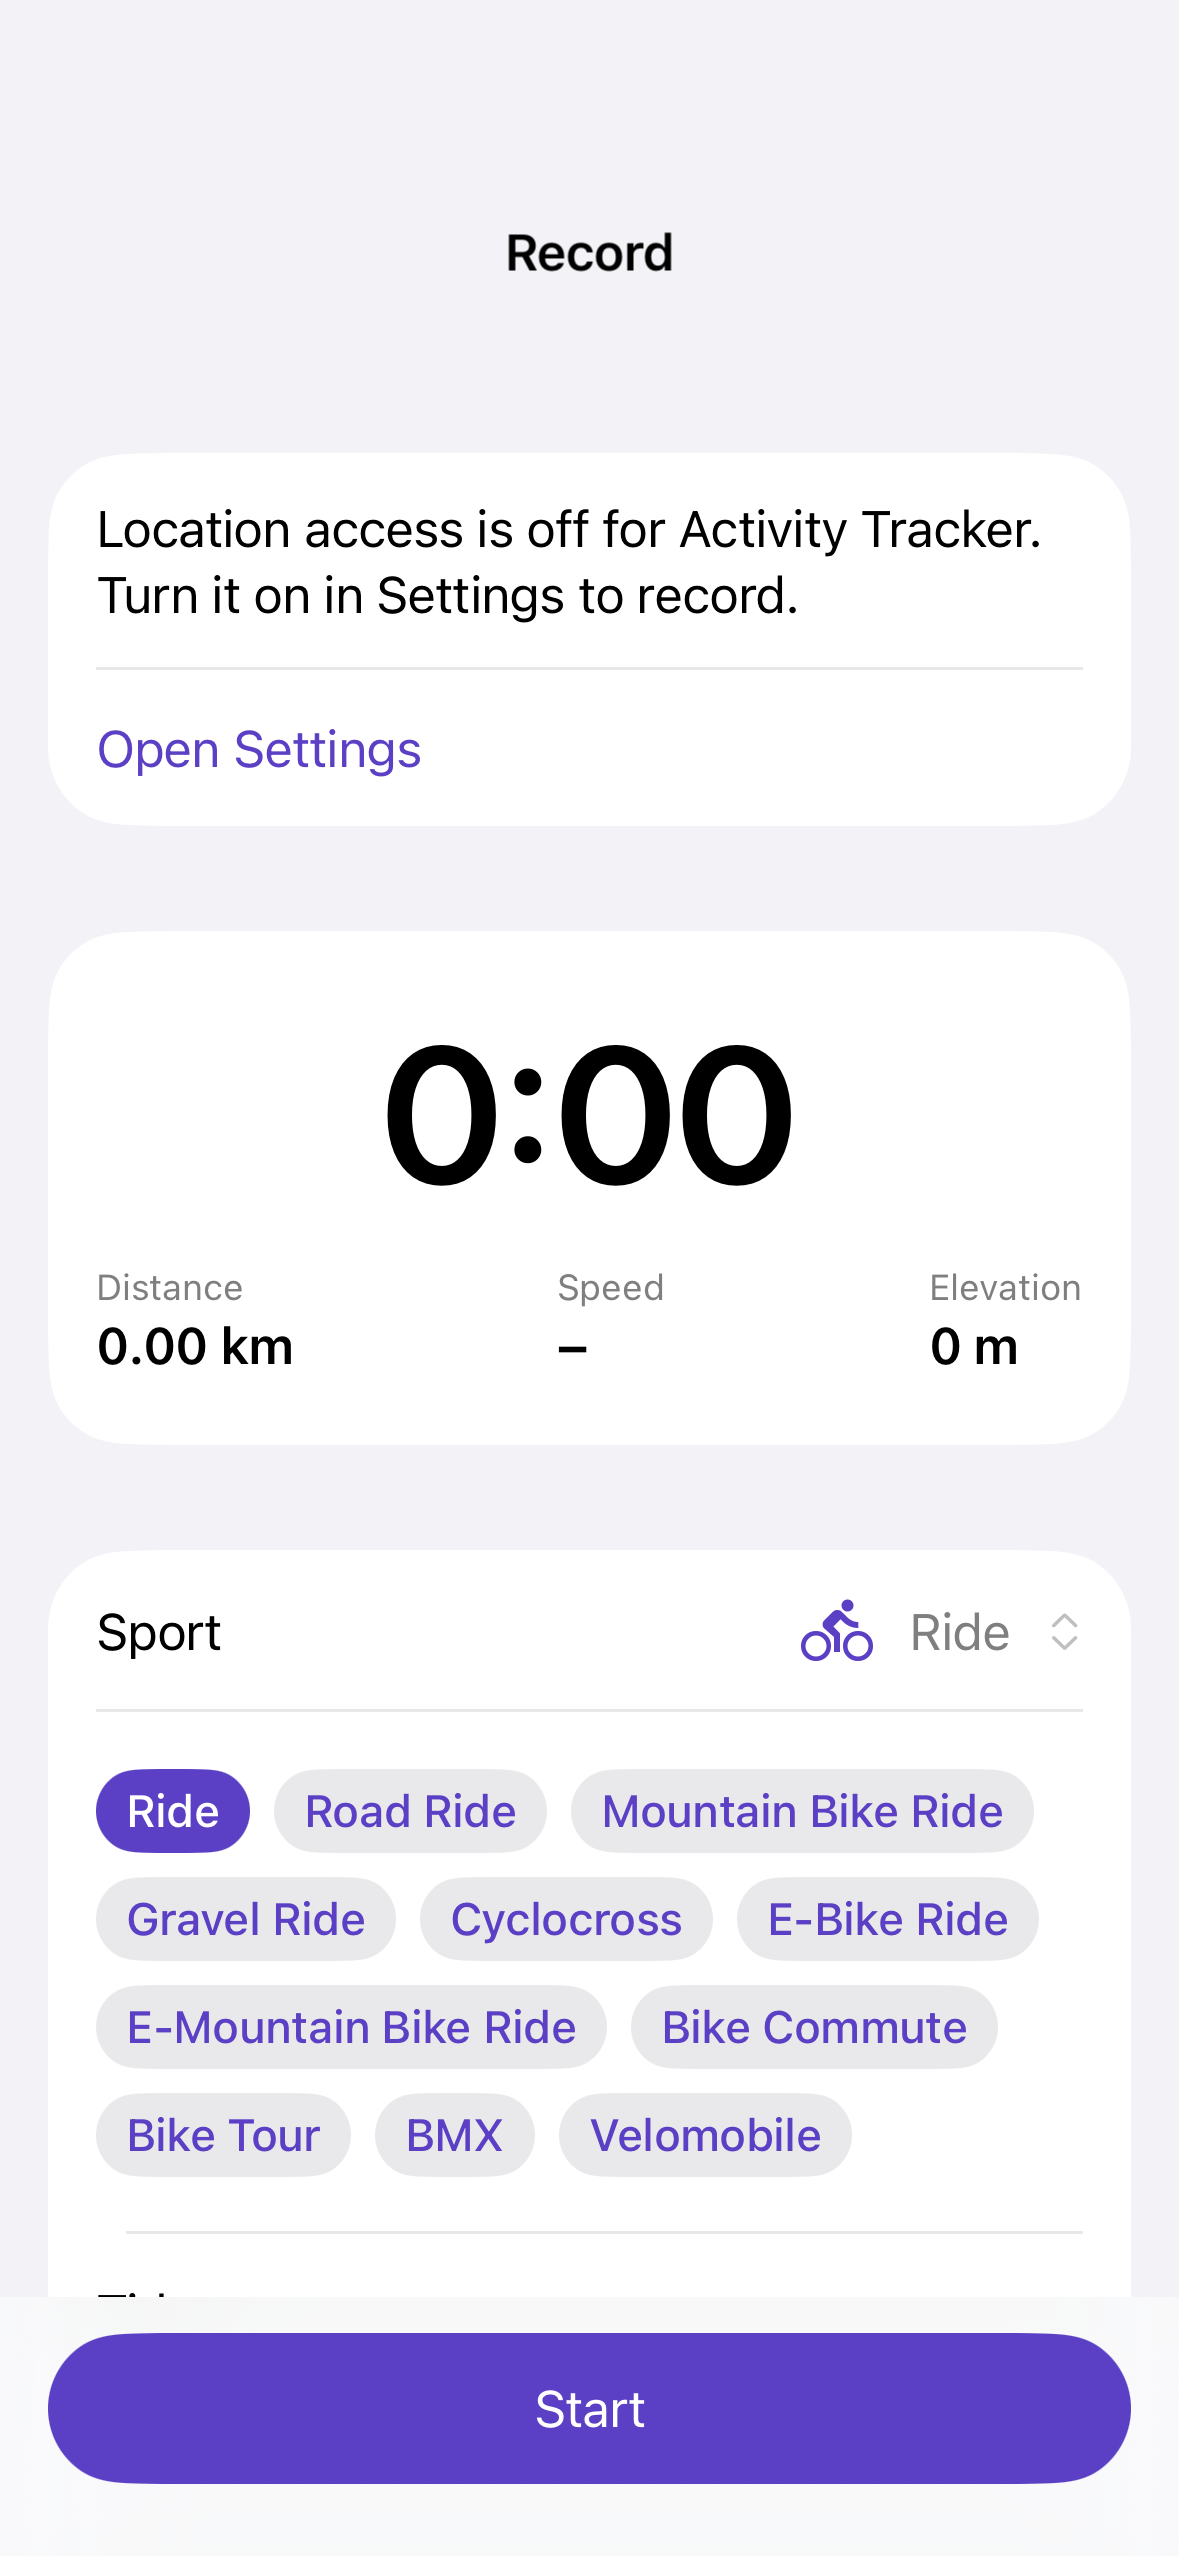 Record
Location access is off for Activity Tracker.
Turn it on in Settings to record.
Open Settings
0:00
Distance Speed Elevation
0.00 km – 0 m
Sport Ride
Ride Road Ride Mountain Bike Ride
Gravel Ride Cyclocross E-Bike Ride
E-Mountain Bike Ride Bike Commute
Bike Tour BMX Velomobile
Start